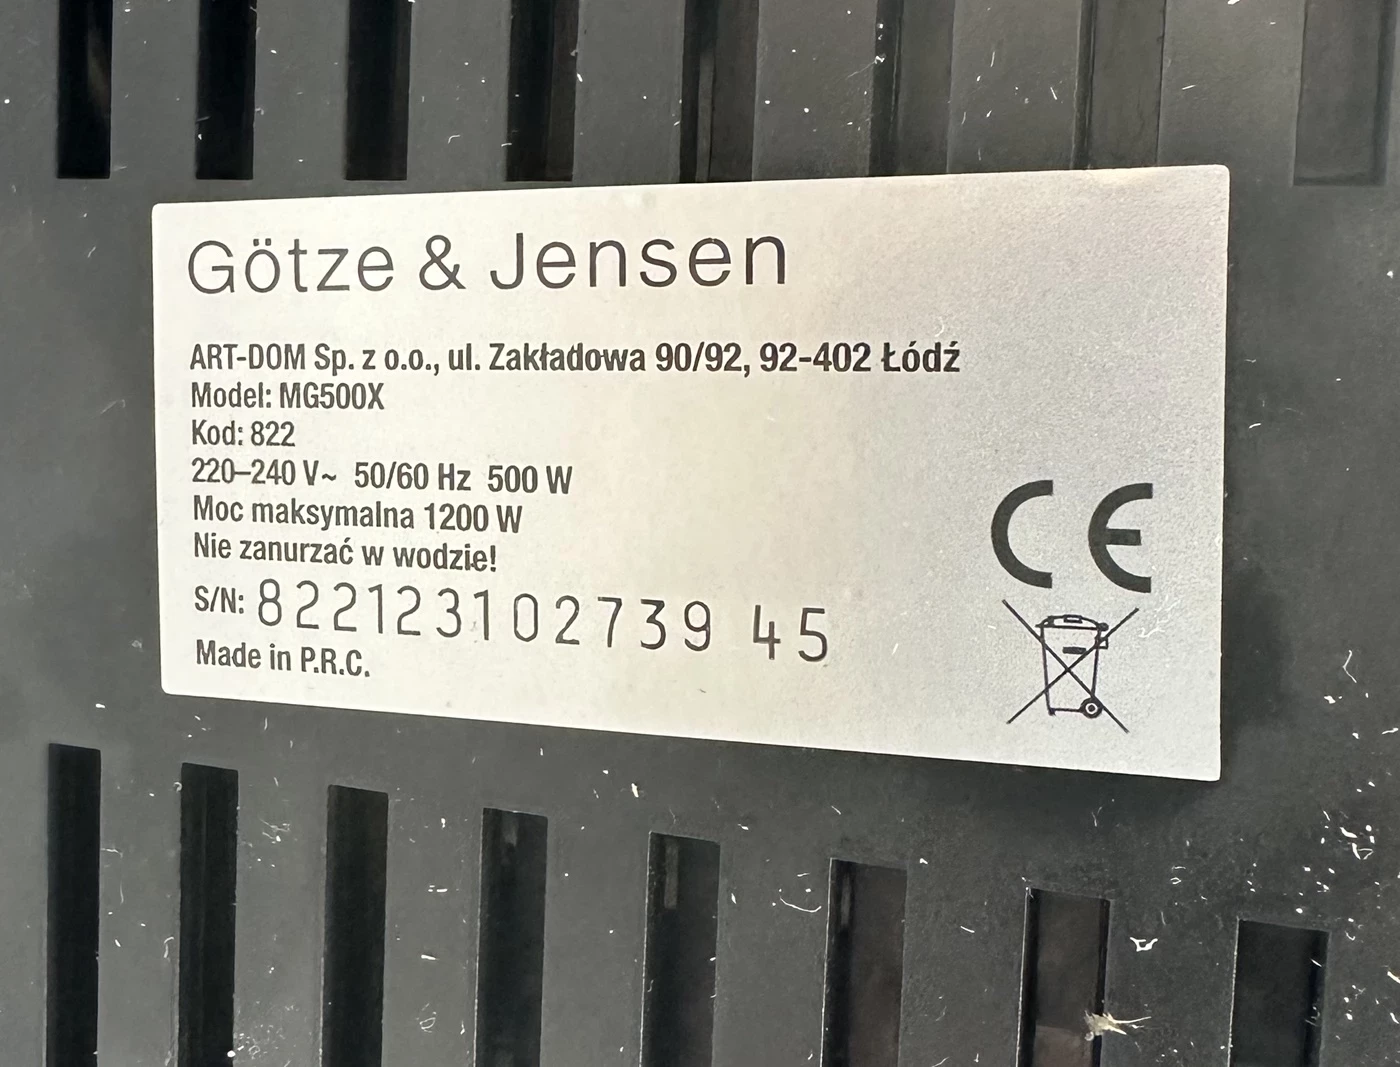 Götze & Jensen
ART-DOM Sp. z o.o., ul. Zakładowa 90/92, 92-402 Łódź
Model: MG500X
Kod: 822
220–240 V~ 50/60 Hz 500 W
Moc maksymalna 1200 W
Nie zanurzać w wodzie!
S/N: 822123102739 45
Made in P.R.C.
CE